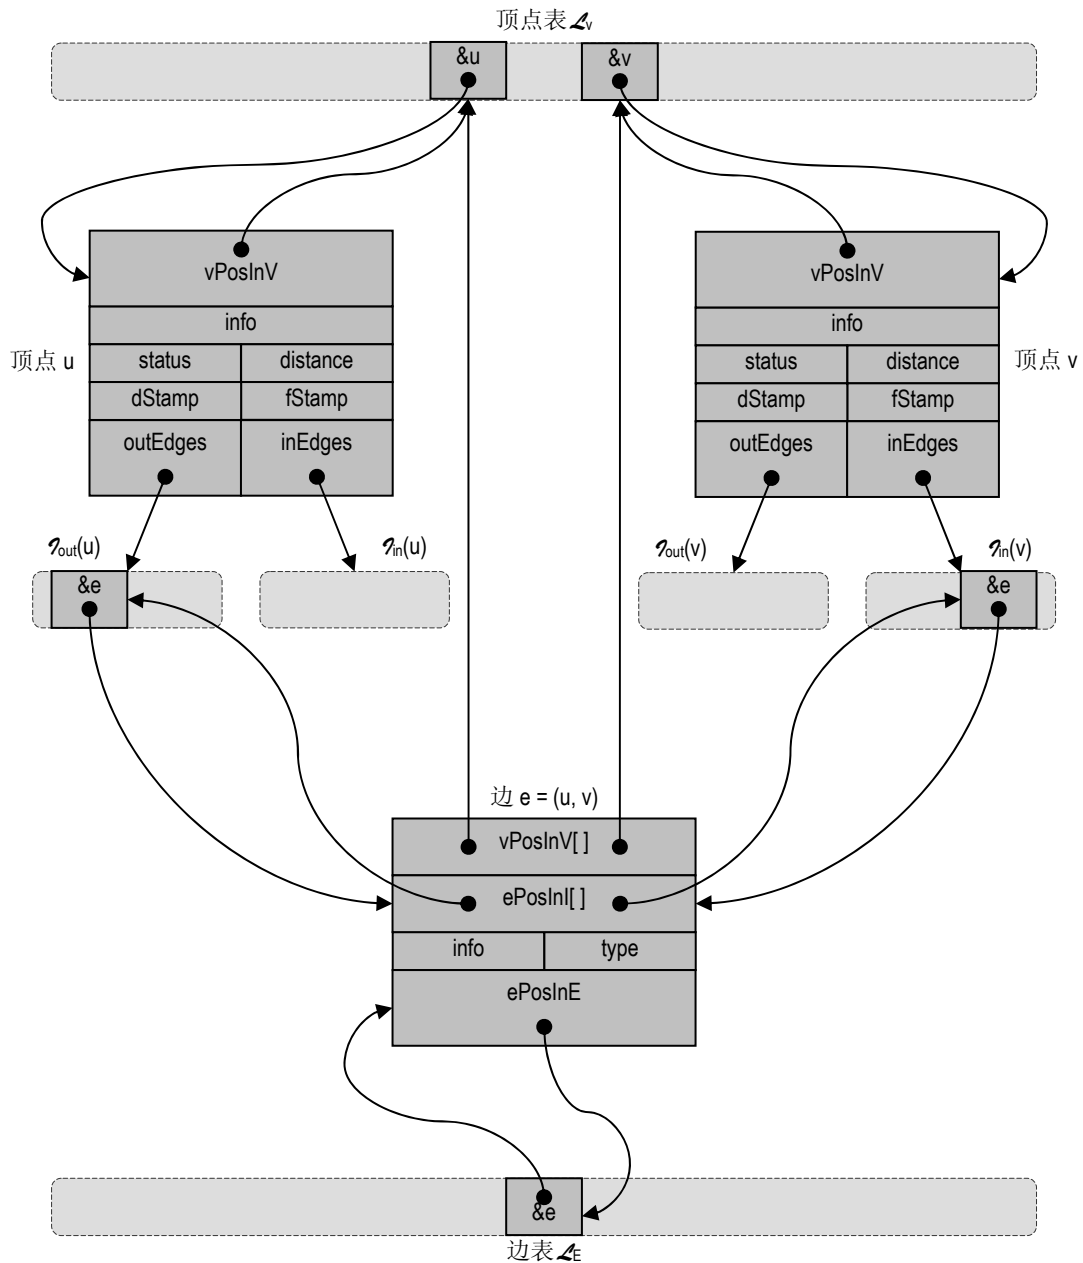 顶点表ℒV
&u
&v
vPosInV
info
顶点 u
status
distance
dStamp
fStamp
outEdges
inEdges
vPosInV
info
status
distance
顶点 v
dStamp
fStamp
outEdges
inEdges
ℐout(u)
ℐin(u)
ℐout(v)
ℐin(v)
&e
&e
边 e = (u, v)
vPosInV[ ]
ePosInI[ ]
info
type
ePosInE
&e
边表ℒE